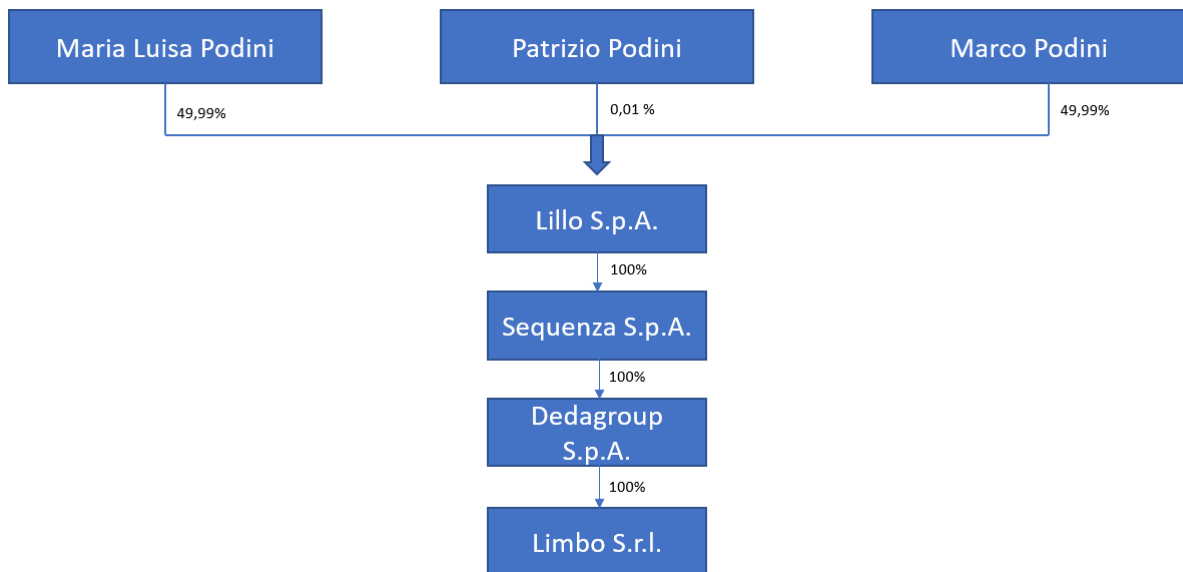 Maria Luisa Podini
Patrizio Podini
Marco Podini
49,99%
0,01 %
49,99%
Lillo S.p.A.
100%
Sequenza S.p.A.
100%
Dedagroup
S.p.A.
100%
Limbo S.r.l.